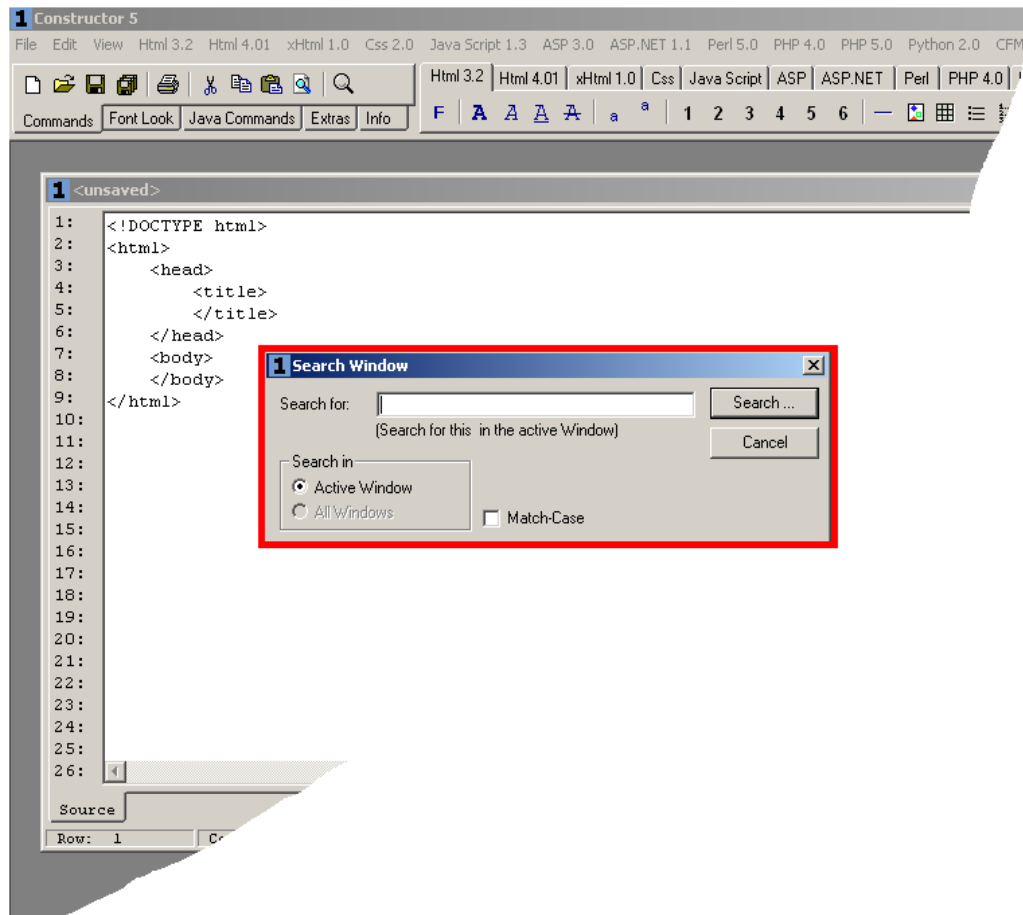 1 Constructor 5
File Edit View Html 3.2 Html 4.01 xHtml 1.0 Css 2.0 Java Script 1.3 ASP 3.0 ASP.NET 1.1 Perl 5.0 PHP 4.0 PHP 5.0 Python 2.0 CFM
Html 3.2 Html 4.01 xHtml 1.0 Css Java Script ASP ASP.NET Perl PHP 4.0
F A A A A a a 1 2 3 4 5 6
Commands Font Look Java Commands Extras Info
1 <unsaved>
1: <!DOCTYPE html>
2: <html>
3: <head>
4: <title>
5: </title>
6: </head>
7: <body>
8: </body>
9: </html>
10:
11:
12:
13:
14:
15:
16:
17:
18:
19:
20:
21:
22:
23:
24:
25:
26:
1 Search Window
Search for: Search ...
(Search for this in the active Window)
Cancel
Search in
Active Window
All Windows
Match-Case
Source
Row: 1